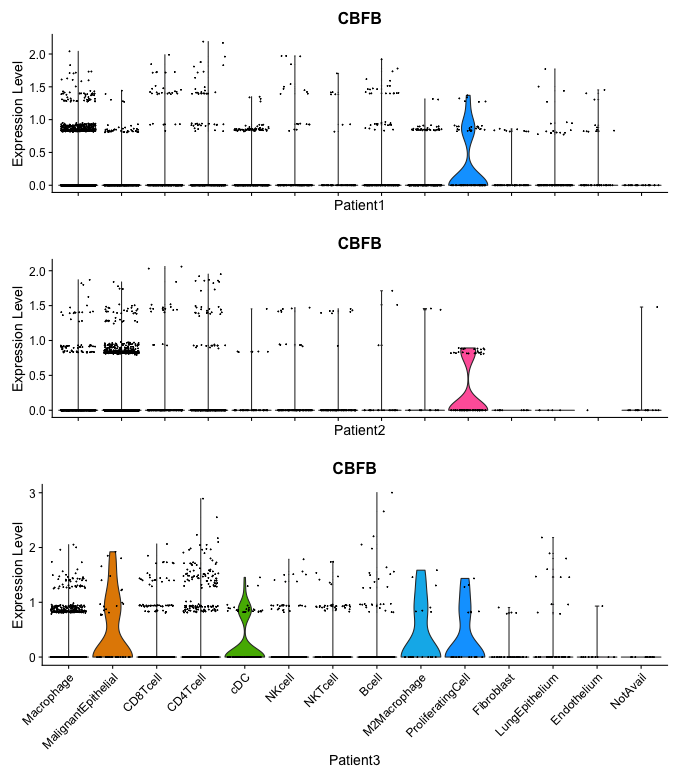 CBFB
Expression Level
2.0
1.5
1.0
0.5
0.0
Patient1
CBFB
Expression Level
2.0
1.5
1.0
0.5
0.0
Patient2
CBFB
Expression Level
3
2
1
0
Macrophage
MalignantEpithelial
CD8Tcell
CD4Tcell
cDC
NKcell
NKTcell
Bcell
M2Macrophage
ProliferatingCell
Fibroblast
LungEpithelium
Endothelium
NotAvail
Patient3